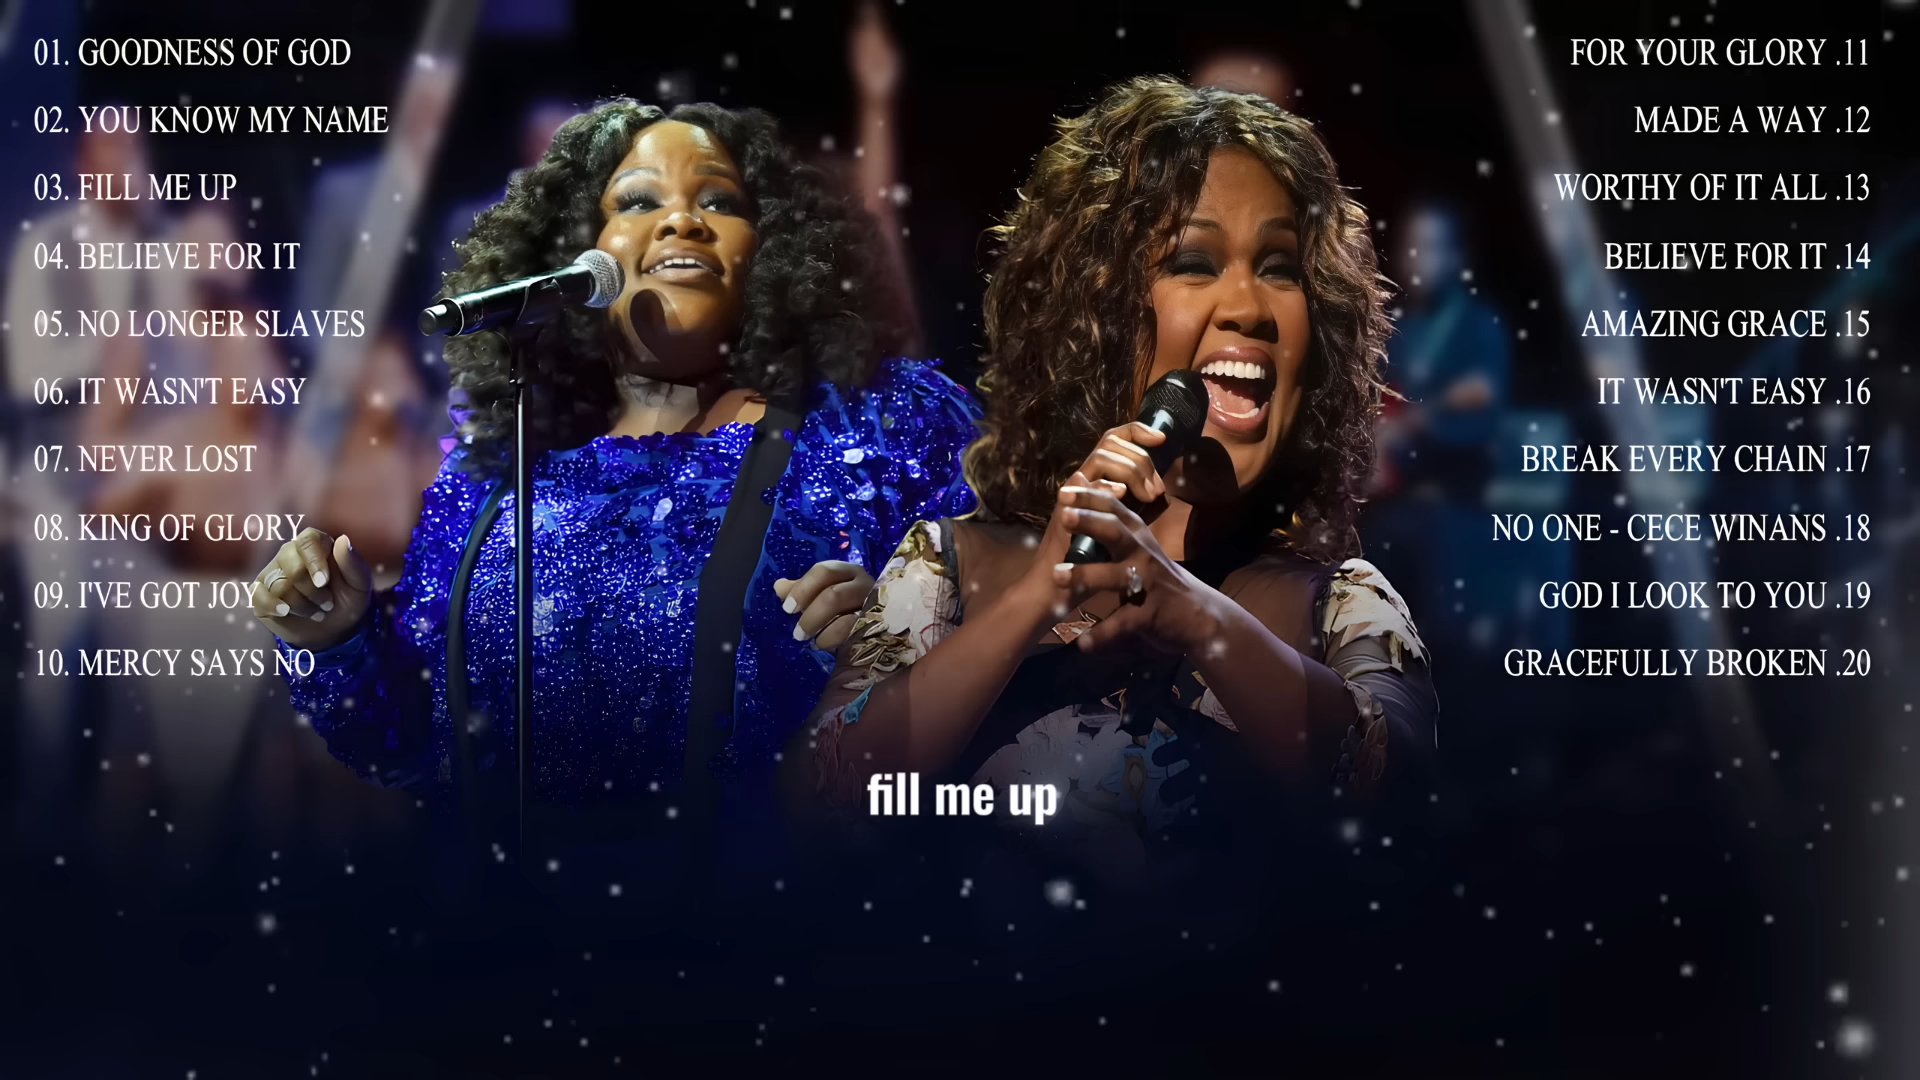 01. GOODNESS OF GOD
02. YOU KNOW MY NAME
03. FILL ME UP
04. BELIEVE FOR IT
05. NO LONGER SLAVES
06. IT WASN'T EASY
07. NEVER LOST
08. KING OF GLORY
09. I'VE GOT JOY
10. MERCY SAYS NO
FOR YOUR GLORY .11
MADE A WAY .12
WORTHY OF IT ALL .13
BELIEVE FOR IT .14
AMAZING GRACE .15
IT WASN'T EASY .16
BREAK EVERY CHAIN .17
NO ONE - CECE WINANS .18
GOD I LOOK TO YOU .19
GRACEFULLY BROKEN .20
fill me up